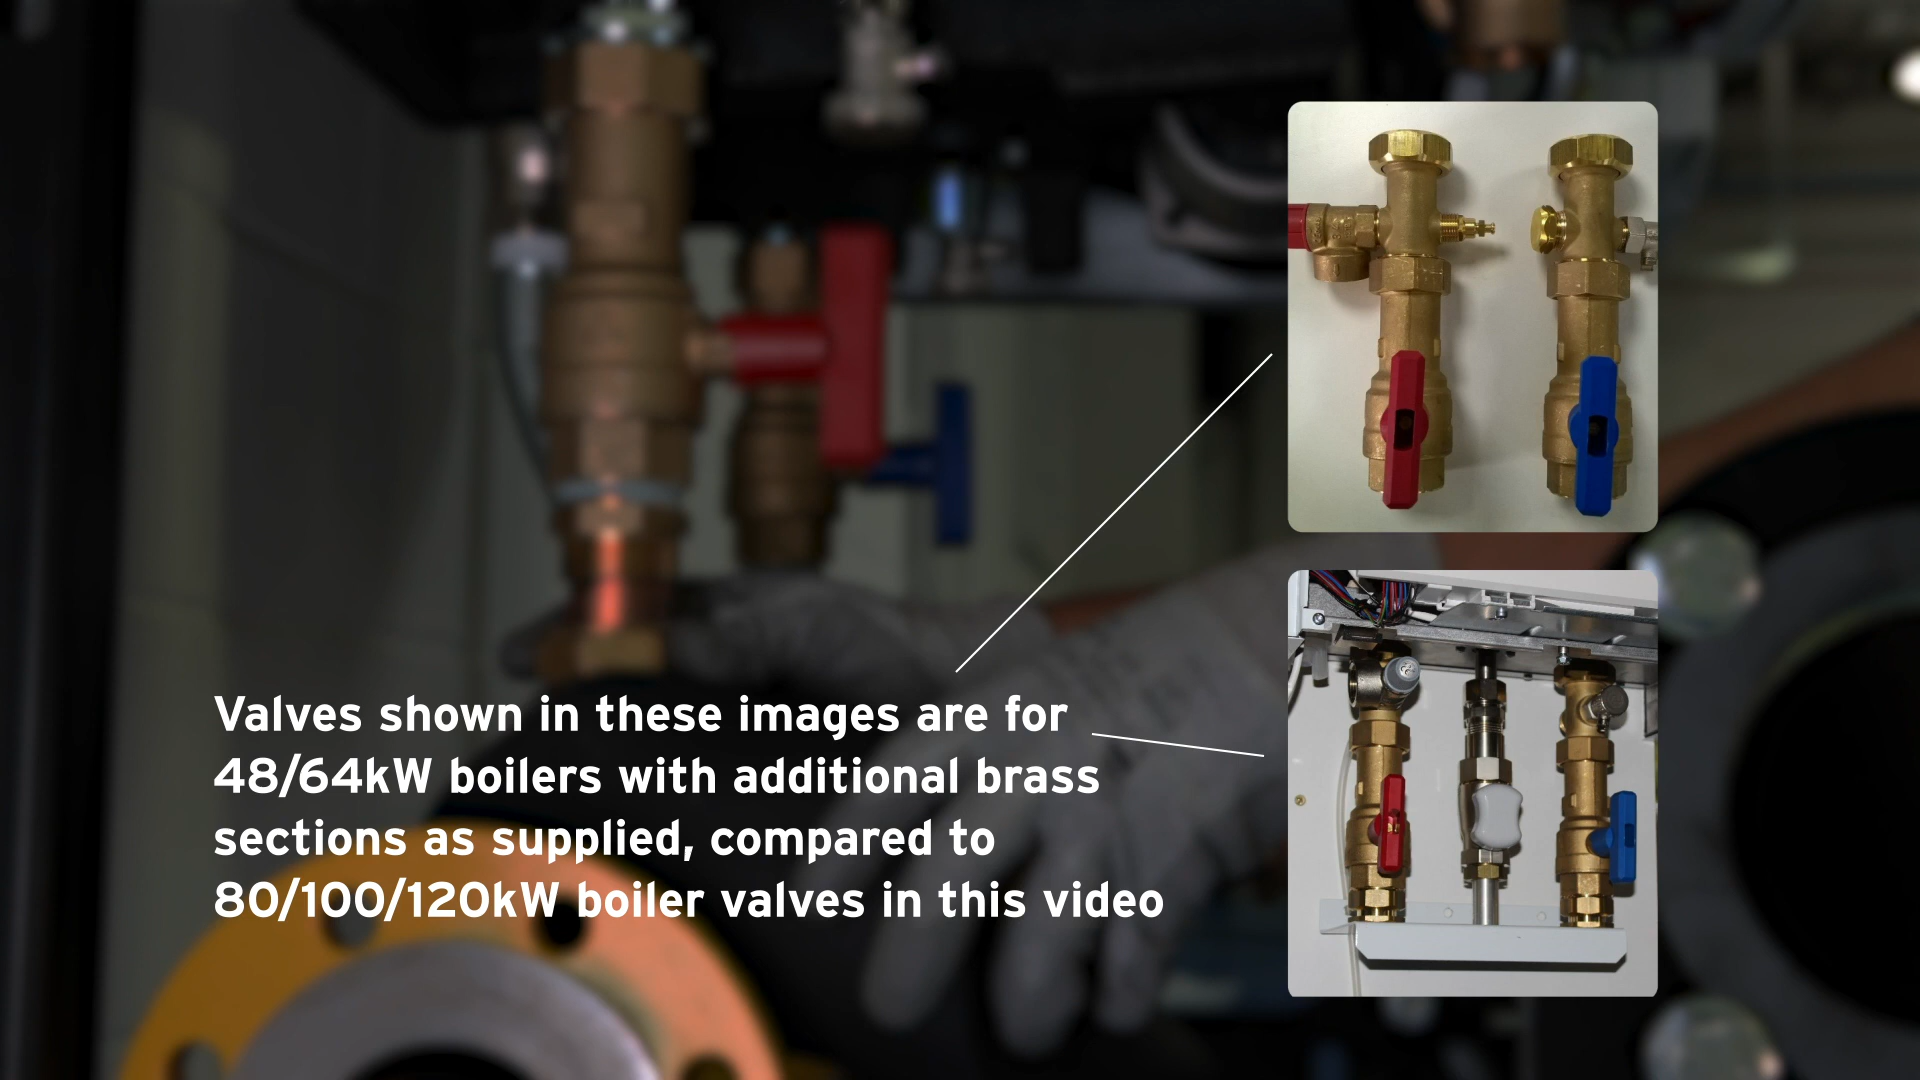 Valves shown in these images are for
48/64kW boilers with additional brass
sections as supplied, compared to
80/100/120kW boiler valves in this video